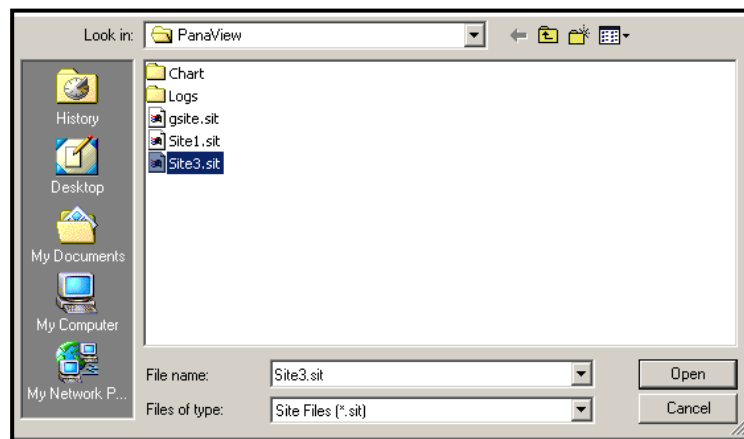 Look in: PanaView
History
Desktop
My Documents
My Computer
My Network P...
Chart
Logs
gsite.sit
Site1.sit
Site3.sit
File name: Site3.sit Open
Files of type: Site Files (*.sit) Cancel